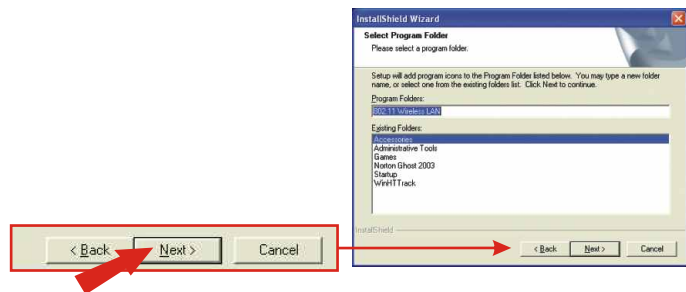 InstallShield Wizard
Select Program Folder
Please select a program folder.
Setup will add program icons to the Program Folder listed below. You may type a new folder
name, or select one from the existing folders list. Click Next to continue.
Program Folders:
802.11 Wireless LAN
Existing Folders:
Accessories
Administrative Tools
Games
Norton Ghost 2003
Startup
WinHTTrack
InstallShield
< Back Next > Cancel
< Back Next > Cancel